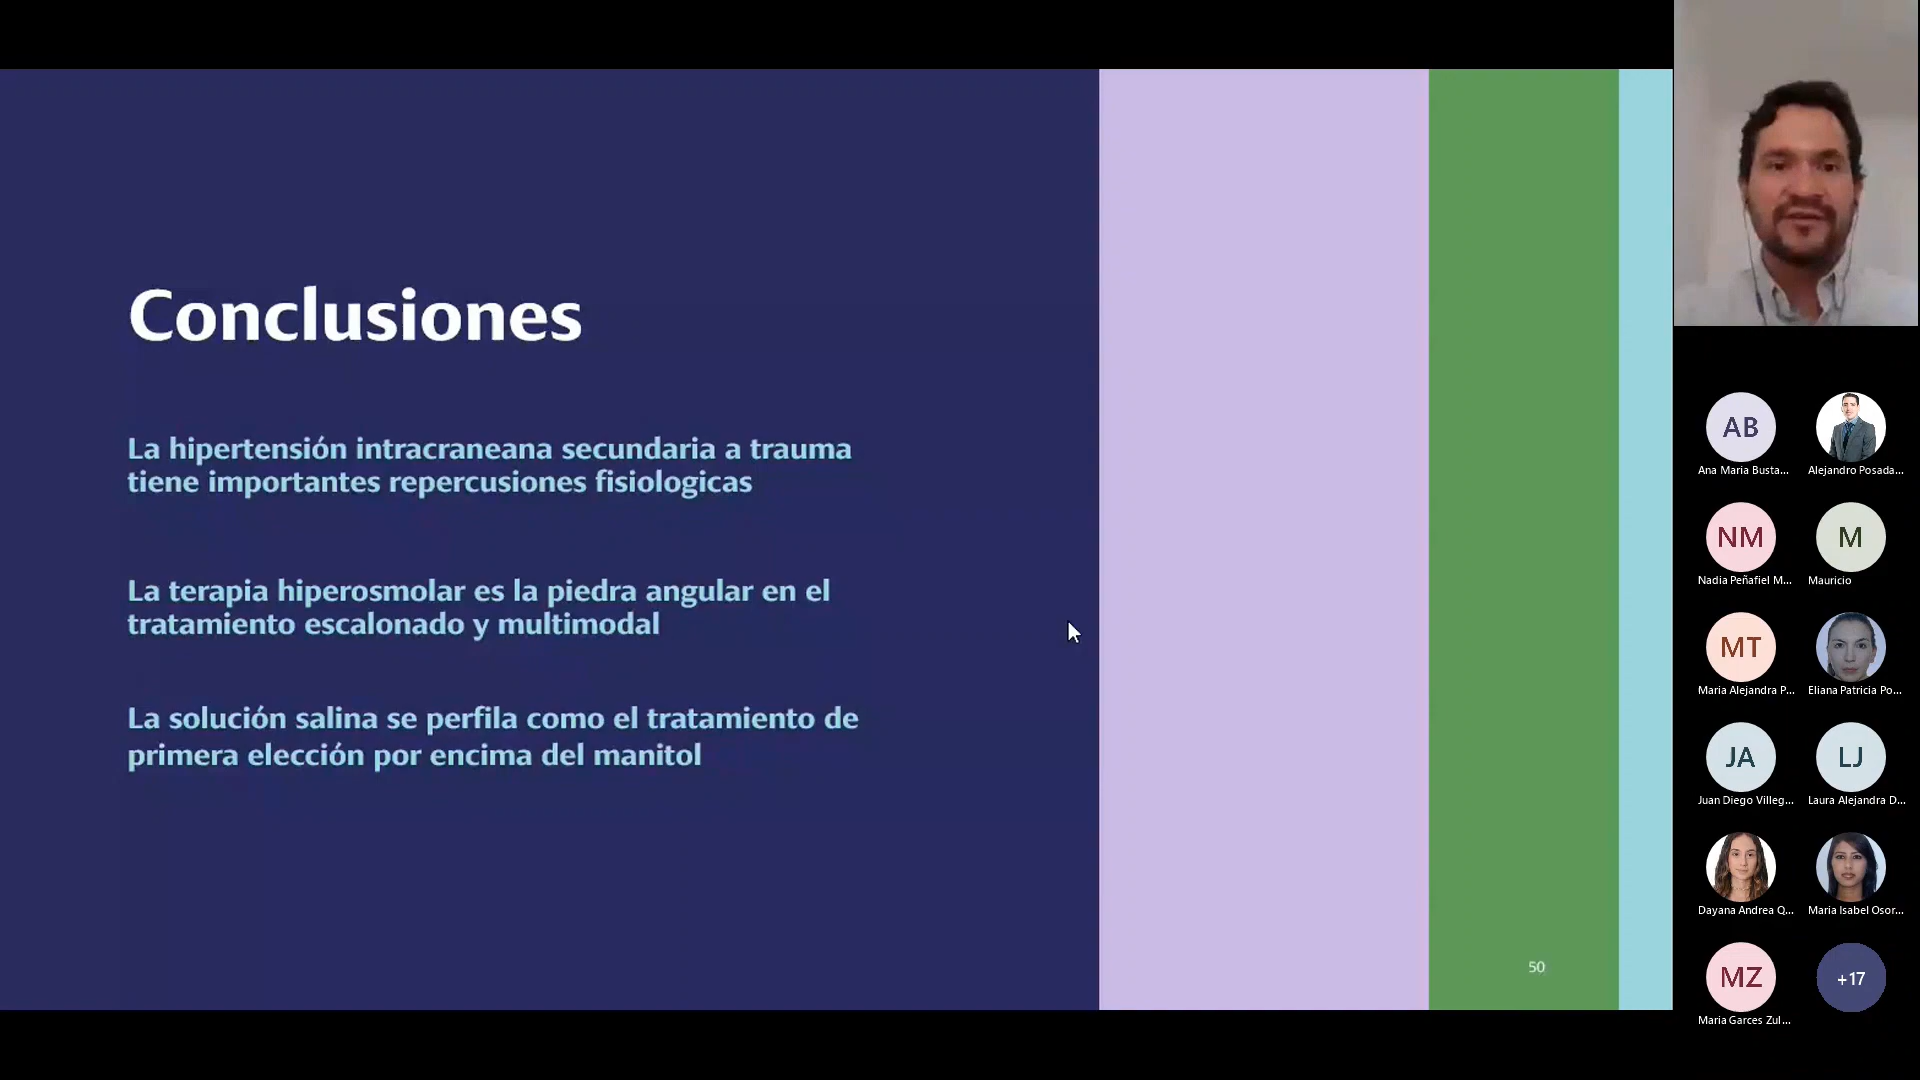 Conclusiones
La hipertensión intracraneana secundaria a trauma
tiene importantes repercusiones fisiologicas
La terapia hiperosmolar es la piedra angular en el
tratamiento escalonado y multimodal
La solución salina se perfila como el tratamiento de
primera elección por encima del manitol
50
AB
Ana Maria Busta...
Alejandro Posada...
NM
Nadia Peñafiel M...
M
Mauricio
MT
Maria Alejandra P...
Eliana Patricia Po...
JA
Juan Diego Villeg...
LJ
Laura Alejandra D...
Dayana Andrea Q...
Maria Isabel Osor...
MZ
Maria Garces Zul...
+17